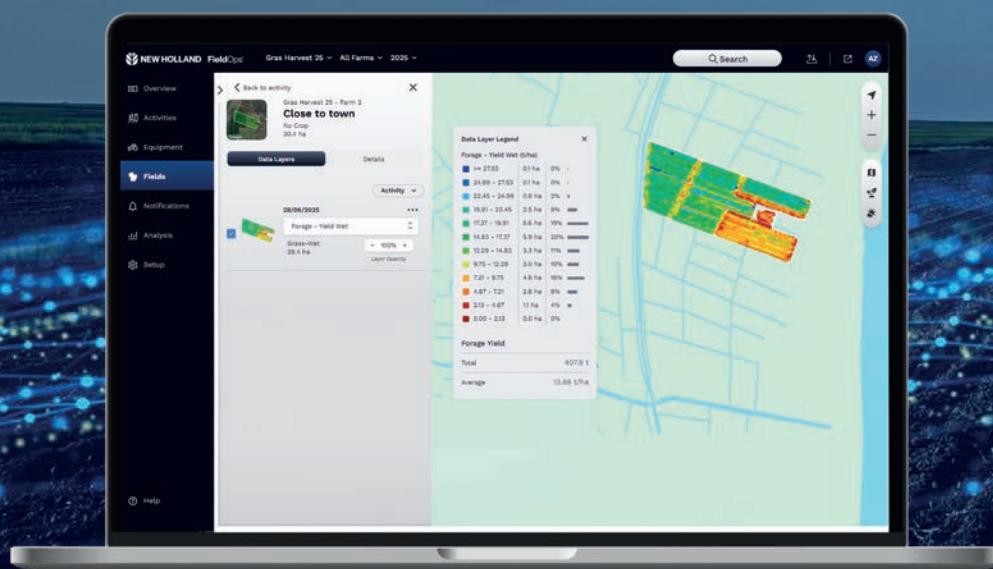 NEW HOLLAND FieldOps Gras Harvest 25 All Farms 2025 Search AZ
Overview
Activities
Equipment
Fields
Notifications
Analysis
Setup
Help
Back to activity
Gras Harvest 25 - Farm 2
Close to town
No Crop
30.4 ha
Data Layers Details
Activity
28/06/2025
Forage - Yield Wet
Grass-Wet
29.4 ha
- 100% +
Layer Opacity
Data Layer Legend
Forage - Yield Wet (t/ha)
>= 27.53 0.1 ha 0%
24.99 - 27.53 0.1 ha 0%
22.45 - 24.99 0.6 ha 2%
19.91 - 22.45 2.5 ha 9%
17.37 - 19.91 5.6 ha 19%
14.83 - 17.37 5.9 ha 20%
12.29 - 14.83 3.3 ha 11%
9.75 - 12.29 3.0 ha 10%
7.21 - 9.75 4.6 ha 16%
4.67 - 7.21 2.6 ha 9%
2.13 - 4.67 1.1 ha 4%
0.00 - 2.13 0.0 ha 0%
Forage Yield
Total 407.9 t
Average 13.88 t/ha